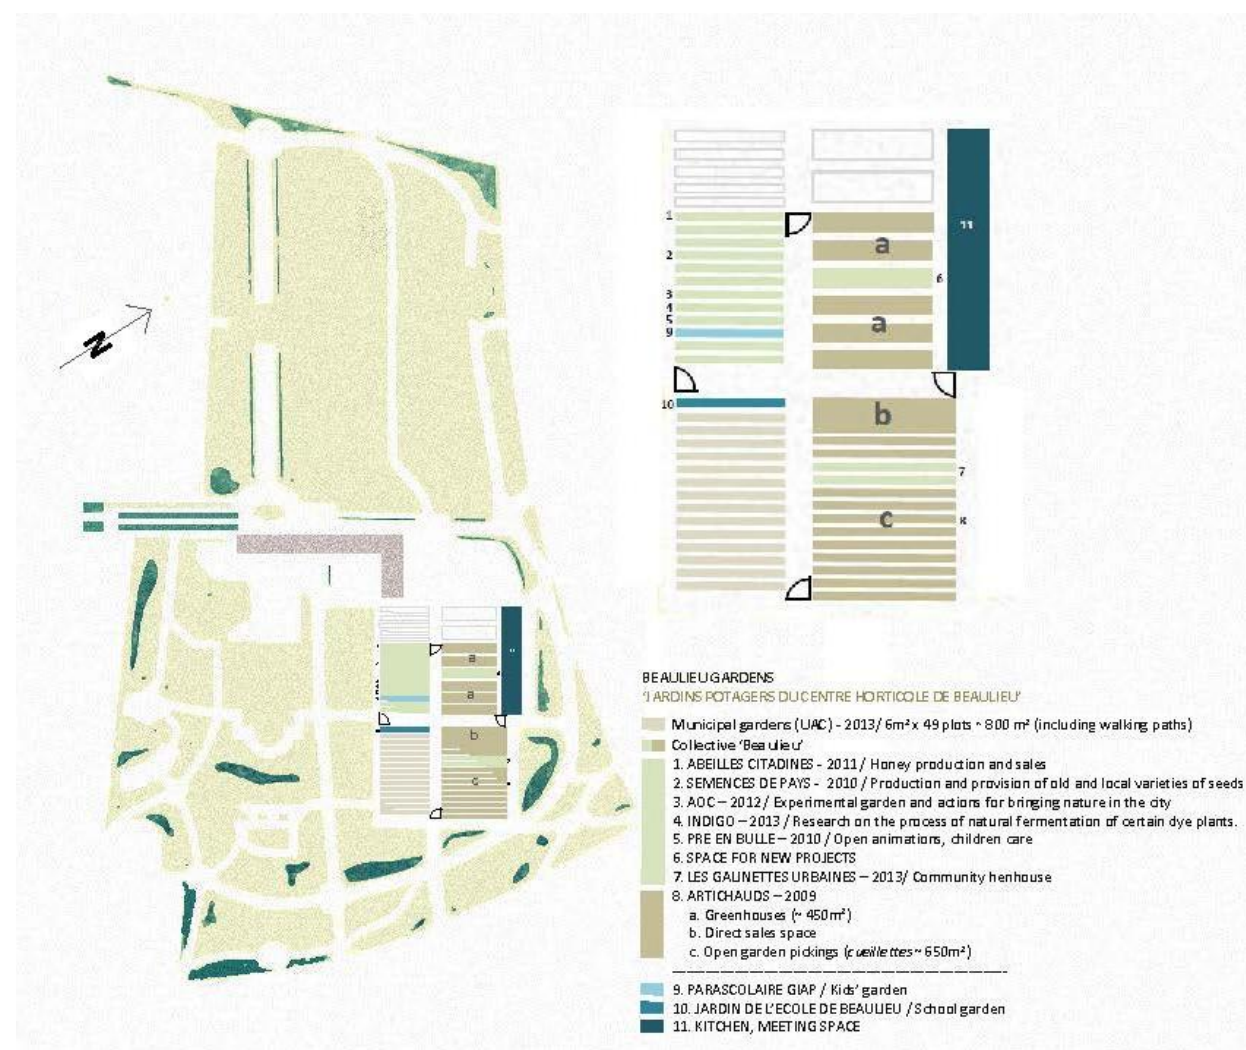 1
2
3
4
5
9
10
a
a
6
11
b
7
c
8
N
a
a
b
c
BEAULIEU GARDENS
'JARDINS POTAGERS DU CENTRE HORTICOLE DE BEAULIEU'
Municipal gardens (UAC) - 2013/ 6m² x 49 plots ~ 800 m² (including walking paths)
Collective 'Beaulieu'
1. ABEILLES CITADINES - 2011 / Honey production and sales
2. SEMENCES DE PAYS - 2010 / Production and provision of old and local varieties of seeds
3. AOC – 2012 / Experimental garden and actions for bringing nature in the city
4. INDIGO – 2013 / Research on the process of natural fermentation of certain dye plants.
5. PRE EN BULLE – 2010 / Open animations, children care
6. SPACE FOR NEW PROJECTS
7. LES GALINETTES URBAINES – 2013/ Community henhouse
8. ARTICHAUDS – 2009
a. Greenhouses (~ 450m²)
b. Direct sales space
c. Open garden pickings (cueillettes ~ 650m²)
9. PARASCOLAIRE GIAP / Kids' garden
10. JARDIN DE L'ECOLE DE BEAULIEU / School garden
11. KITCHEN, MEETING SPACE